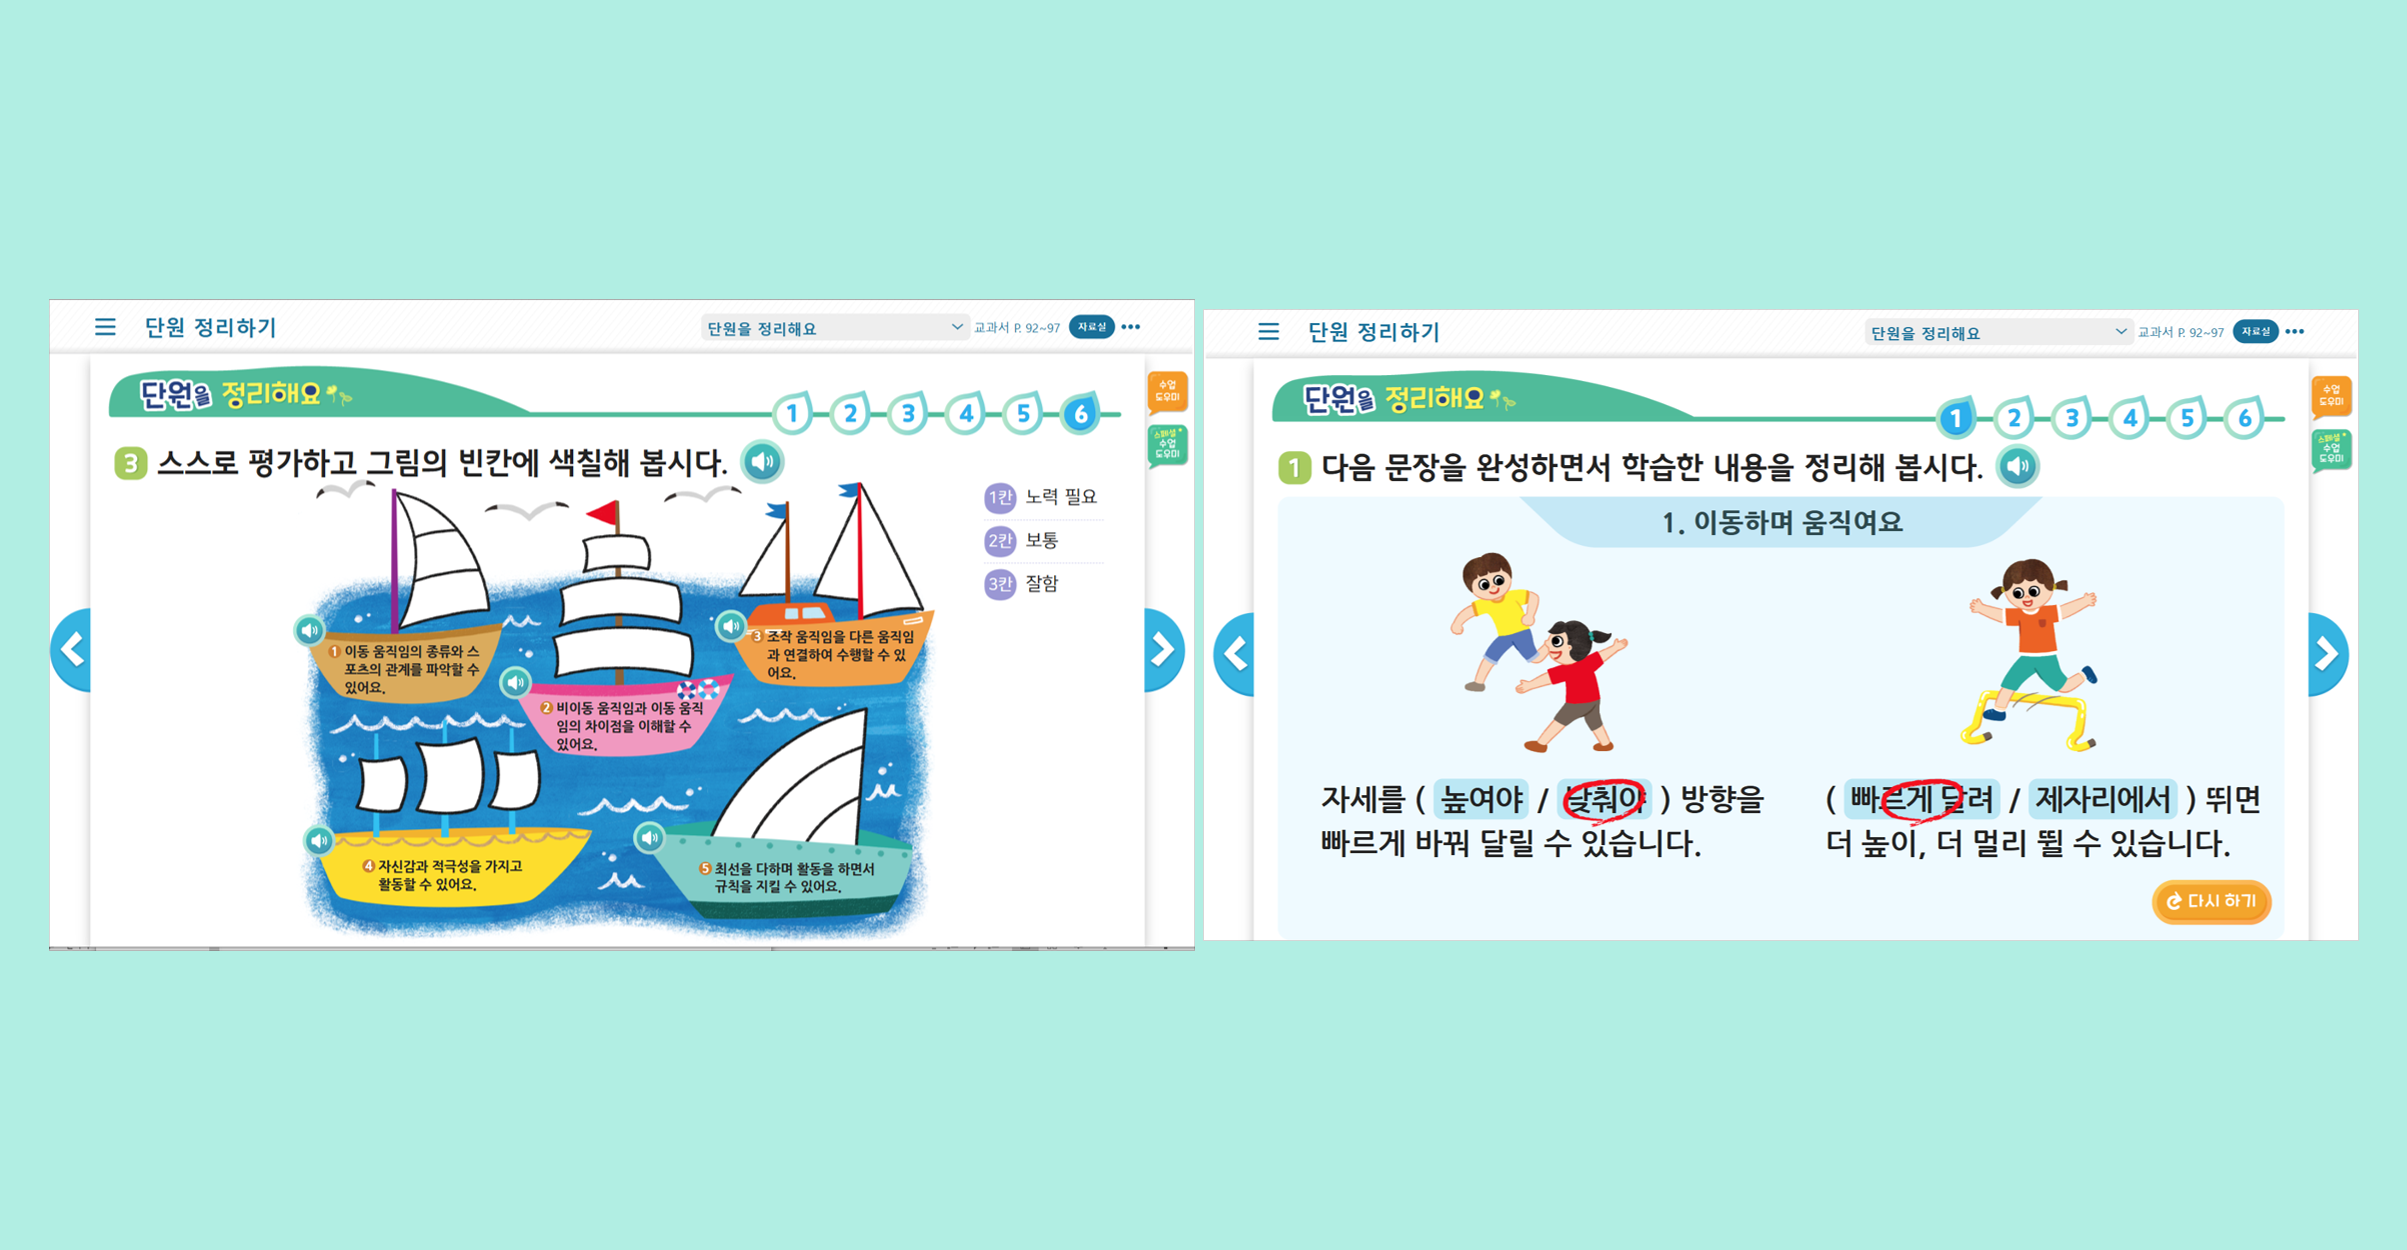 단원 정리하기
단원을 정리해요
교과서 P. 92~97
자료실
단원을 정리해요
1 2 3 4 5 6
수업
도우미
스페셜
수업
도우미
3 스스로 평가하고 그림의 빈칸에 색칠해 봅시다.
1칸 노력 필요
2칸 보통
3칸 잘함
1 이동 움직임의 종류와 스
포츠의 관계를 파악할 수
있어요.
2 비이동 움직임과 이동 움직
임의 차이점을 이해할 수
있어요.
3 조작 움직임을 다른 움직임
과 연결하여 수행할 수 있
어요.
4 자신감과 적극성을 가지고
활동할 수 있어요.
5 최선을 다하며 활동을 하면서
규칙을 지킬 수 있어요.
단원 정리하기
단원을 정리해요
교과서 P. 92~97
자료실
단원을 정리해요
1 2 3 4 5 6
수업
도우미
스페셜
수업
도우미
1 다음 문장을 완성하면서 학습한 내용을 정리해 봅시다.
1. 이동하며 움직여요
자세를 ( 높여야 / 낮춰야 ) 방향을
빠르게 바꿔 달릴 수 있습니다.
( 빠르게 달려 / 제자리에서 ) 뛰면
더 높이, 더 멀리 뛸 수 있습니다.
다시 하기